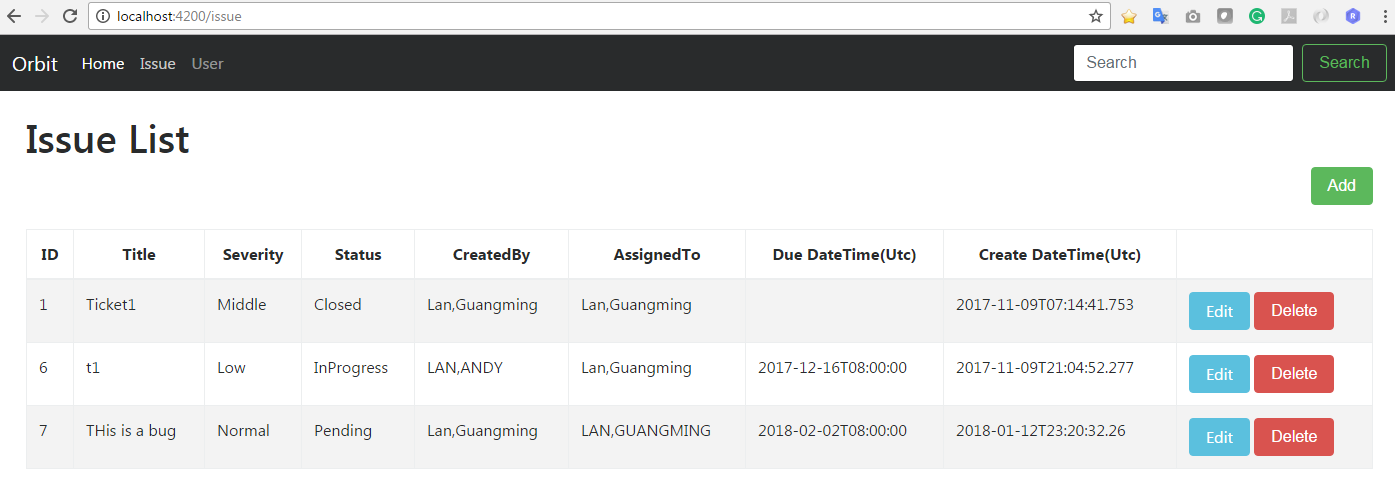 localhost:4200/issue
Orbit Home Issue User Search Search
Issue List
Add
ID Title Severity Status CreatedBy AssignedTo Due DateTime(Utc) Create DateTime(Utc)
1 Ticket1 Middle Closed Lan,Guangming Lan,Guangming 2017-11-09T07:14:41.753 Edit Delete
6 t1 Low InProgress LAN,ANDY Lan,Guangming 2017-12-16T08:00:00 2017-11-09T21:04:52.277 Edit Delete
7 THis is a bug Normal Pending Lan,Guangming LAN,GUANGMING 2018-02-02T08:00:00 2018-01-12T23:20:32.26 Edit Delete